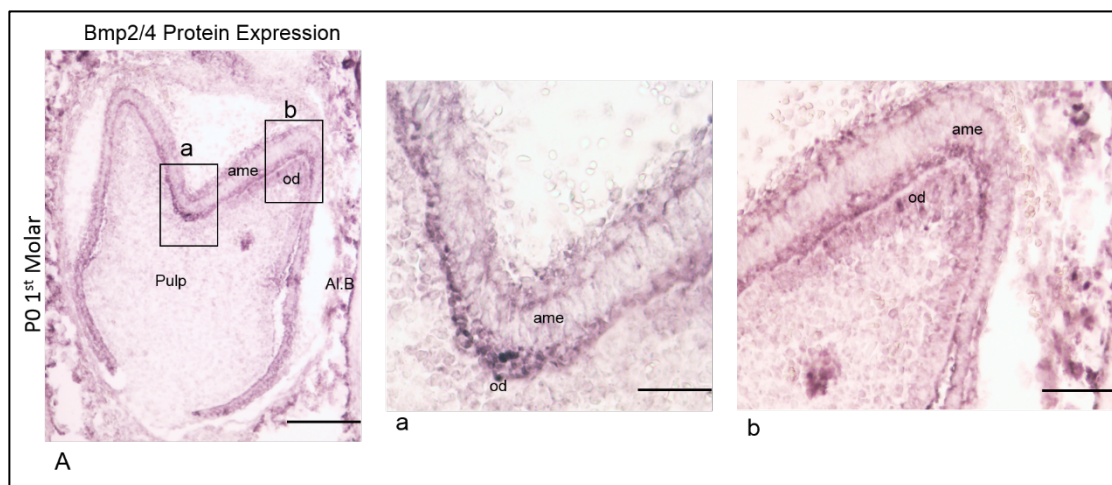 Bmp2/4 Protein Expression
P0 1st Molar
a
b
ame
od
Pulp
Al.B
A
ame
od
a
ame
od
b